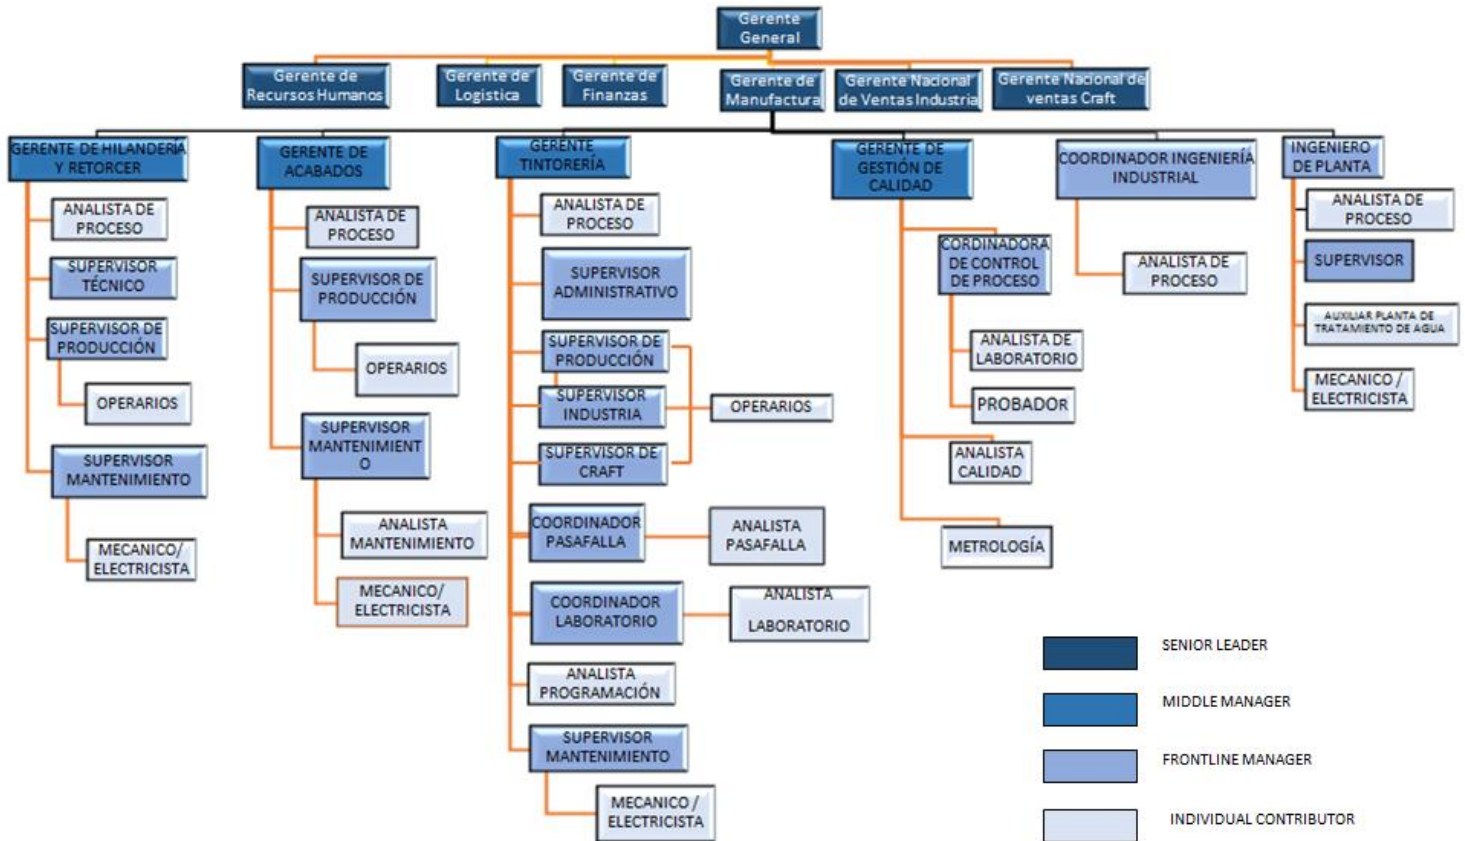 Gerente
General
Gerente de
Recursos Humanos
Gerente de
Logistica
Gerente de
Finanzas
Gerente de
Manufactura
Gerente Nacional
de Ventas Industria
Gerente Nacional de
ventas Craft
GERENTE DE HILANDERÍA
Y RETORCER
ANALISTA DE
PROCESO
SUPERVISOR
TÉCNICO
SUPERVISOR DE
PRODUCCIÓN
OPERARIOS
SUPERVISOR
MANTENIMIENTO
MECANICO/
ELECTRICISTA
GERENTE DE
ACABADOS
ANALISTA DE
PROCESO
SUPERVISOR DE
PRODUCCIÓN
OPERARIOS
SUPERVISOR
MANTENIMIENT
O
ANALISTA
MANTENIMIENTO
MECANICO/
ELECTRICISTA
GERENTE
TINTORERÍA
ANALISTA DE
PROCESO
SUPERVISOR
ADMINISTRATIVO
SUPERVISOR DE
PRODUCCIÓN
SUPERVISOR
INDUSTRIA
OPERARIOS
SUPERVISOR DE
CRAFT
COORDINADOR
PASAFALLA
ANALISTA
PASAFALLA
COORDINADOR
LABORATORIO
ANALISTA
LABORATORIO
ANALISTA
PROGRAMACIÓN
SUPERVISOR
MANTENIMIENTO
MECANICO /
ELECTRICISTA
GERENTE DE
GESTIÓN DE
CALIDAD
CORDINADORA
DE CONTROL
DE PROCESO
ANALISTA DE
LABORATORIO
PROBADOR
ANALISTA
CALIDAD
METROLOGÍA
COORDINADOR INGENIERÍA
INDUSTRIAL
ANALISTA DE
PROCESO
INGENIERO
DE PLANTA
ANALISTA DE
PROCESO
SUPERVISOR
AUXILIAR PLANTA DE
TRATAMIENTO DE AGUA
MECANICO /
ELECTRICISTA
SENIOR LEADER
MIDDLE MANAGER
FRONTLINE MANAGER
INDIVIDUAL CONTRIBUTOR